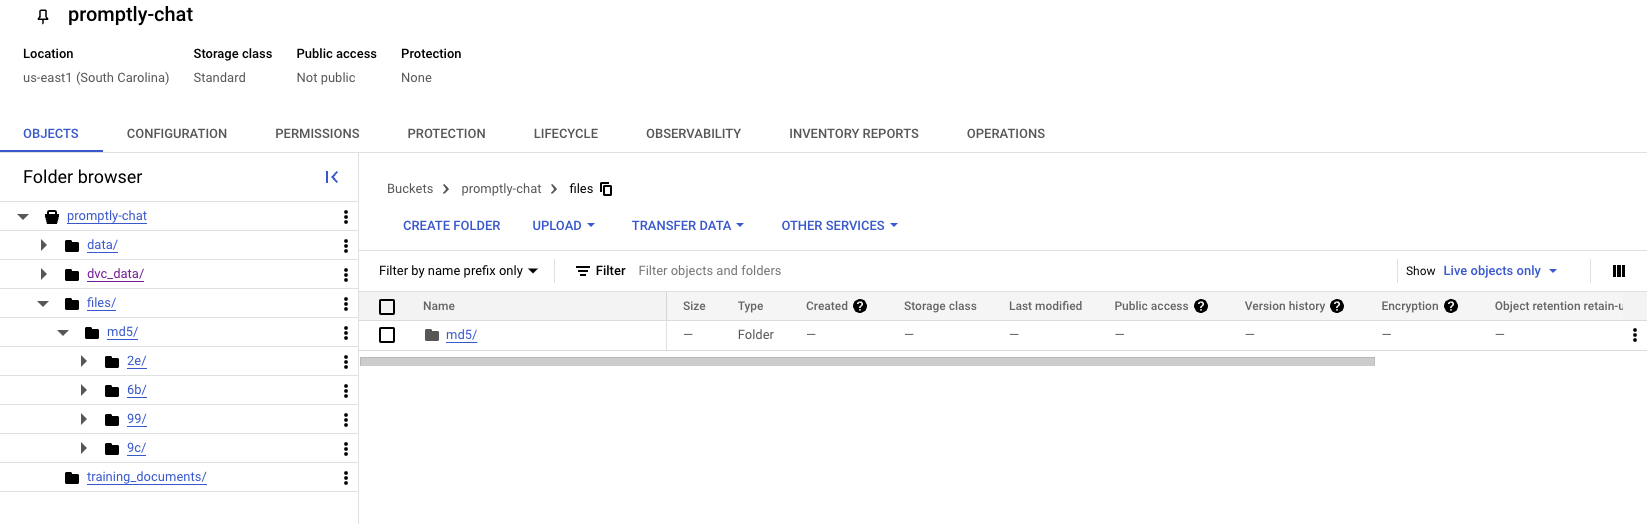 promptly-chat
Location Storage class Public access Protection
us-east1 (South Carolina) Standard Not public None
OBJECTS CONFIGURATION PERMISSIONS PROTECTION LIFECYCLE OBSERVABILITY INVENTORY REPORTS OPERATIONS
Folder browser
promptly-chat
data/
dvc_data/
files/
md5/
2e/
6b/
99/
9c/
training_documents/
Buckets > promptly-chat > files
CREATE FOLDER UPLOAD TRANSFER DATA OTHER SERVICES
Filter by name prefix only Filter Filter objects and folders Show Live objects only
Name Size Type Created ? Storage class Last modified Public access ? Version history ? Encryption ? Object retention retain-u
md5/ — Folder — — — — — — —